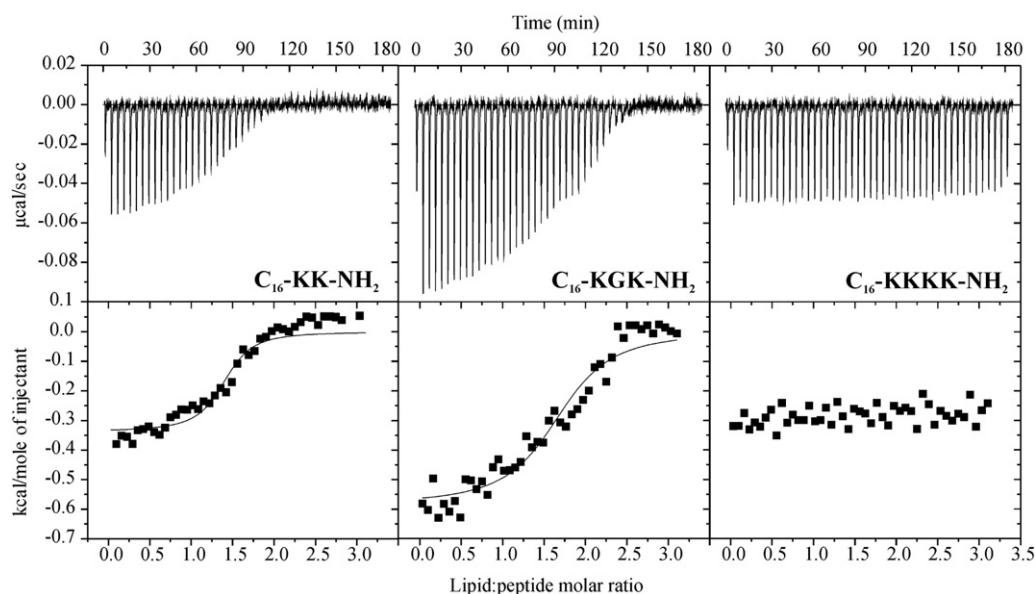 Time (min)
0 30 60 90 120 150 180 0 30 60 90 120 150 180 0 30 60 90 120 150 180
0.02
0.00
-0.02
-0.04
-0.06
-0.08
µcal/sec
C₁₆-KK-NH₂ C₁₆-KGK-NH₂ C₁₆-KKKK-NH₂
0.1
0.0
-0.1
-0.2
-0.3
-0.4
-0.5
-0.6
-0.7
kcal/mole of injectant
0.0 0.5 1.0 1.5 2.0 2.5 3.0 0.0 0.5 1.0 1.5 2.0 2.5 3.0 0.0 0.5 1.0 1.5 2.0 2.5 3.0 3.5
Lipid:peptide molar ratio